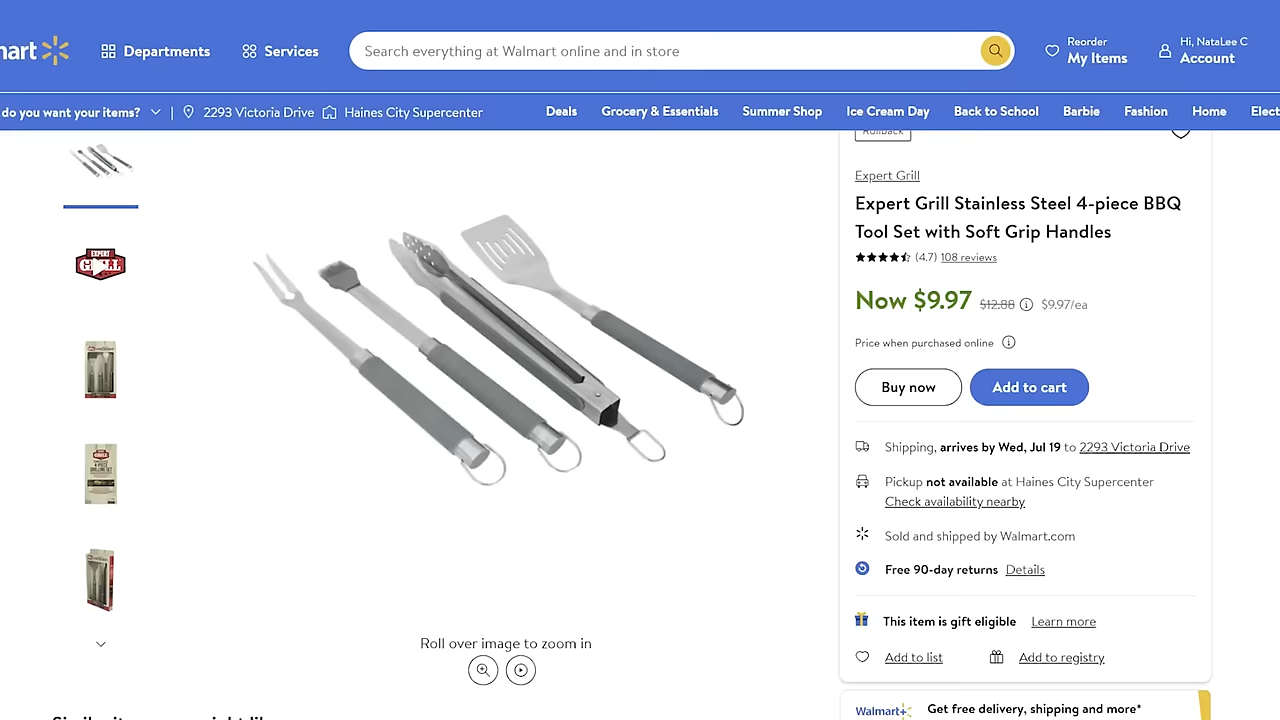 Departments
Services
Search everything at Walmart online and in store
Reorder
My Items
Hi, NataLee C
Account
do you want your items?
2293 Victoria Drive
Haines City Supercenter
Deals
Grocery & Essentials
Summer Shop
Ice Cream Day
Back to School
Barbie
Fashion
Home
Elect
Rollback
Expert Grill
Expert Grill Stainless Steel 4-piece BBQ
Tool Set with Soft Grip Handles
(4.7) 108 reviews
Now $9.97 $12.88 $9.97/ea
Price when purchased online
Buy now
Add to cart
Shipping, arrives by Wed, Jul 19 to 2293 Victoria Drive
Pickup not available at Haines City Supercenter
Check availability nearby
Sold and shipped by Walmart.com
Free 90-day returns Details
This item is gift eligible Learn more
Add to list
Add to registry
Walmart+
Get free delivery, shipping and more*
EXPERT
GRILL
Roll over image to zoom in